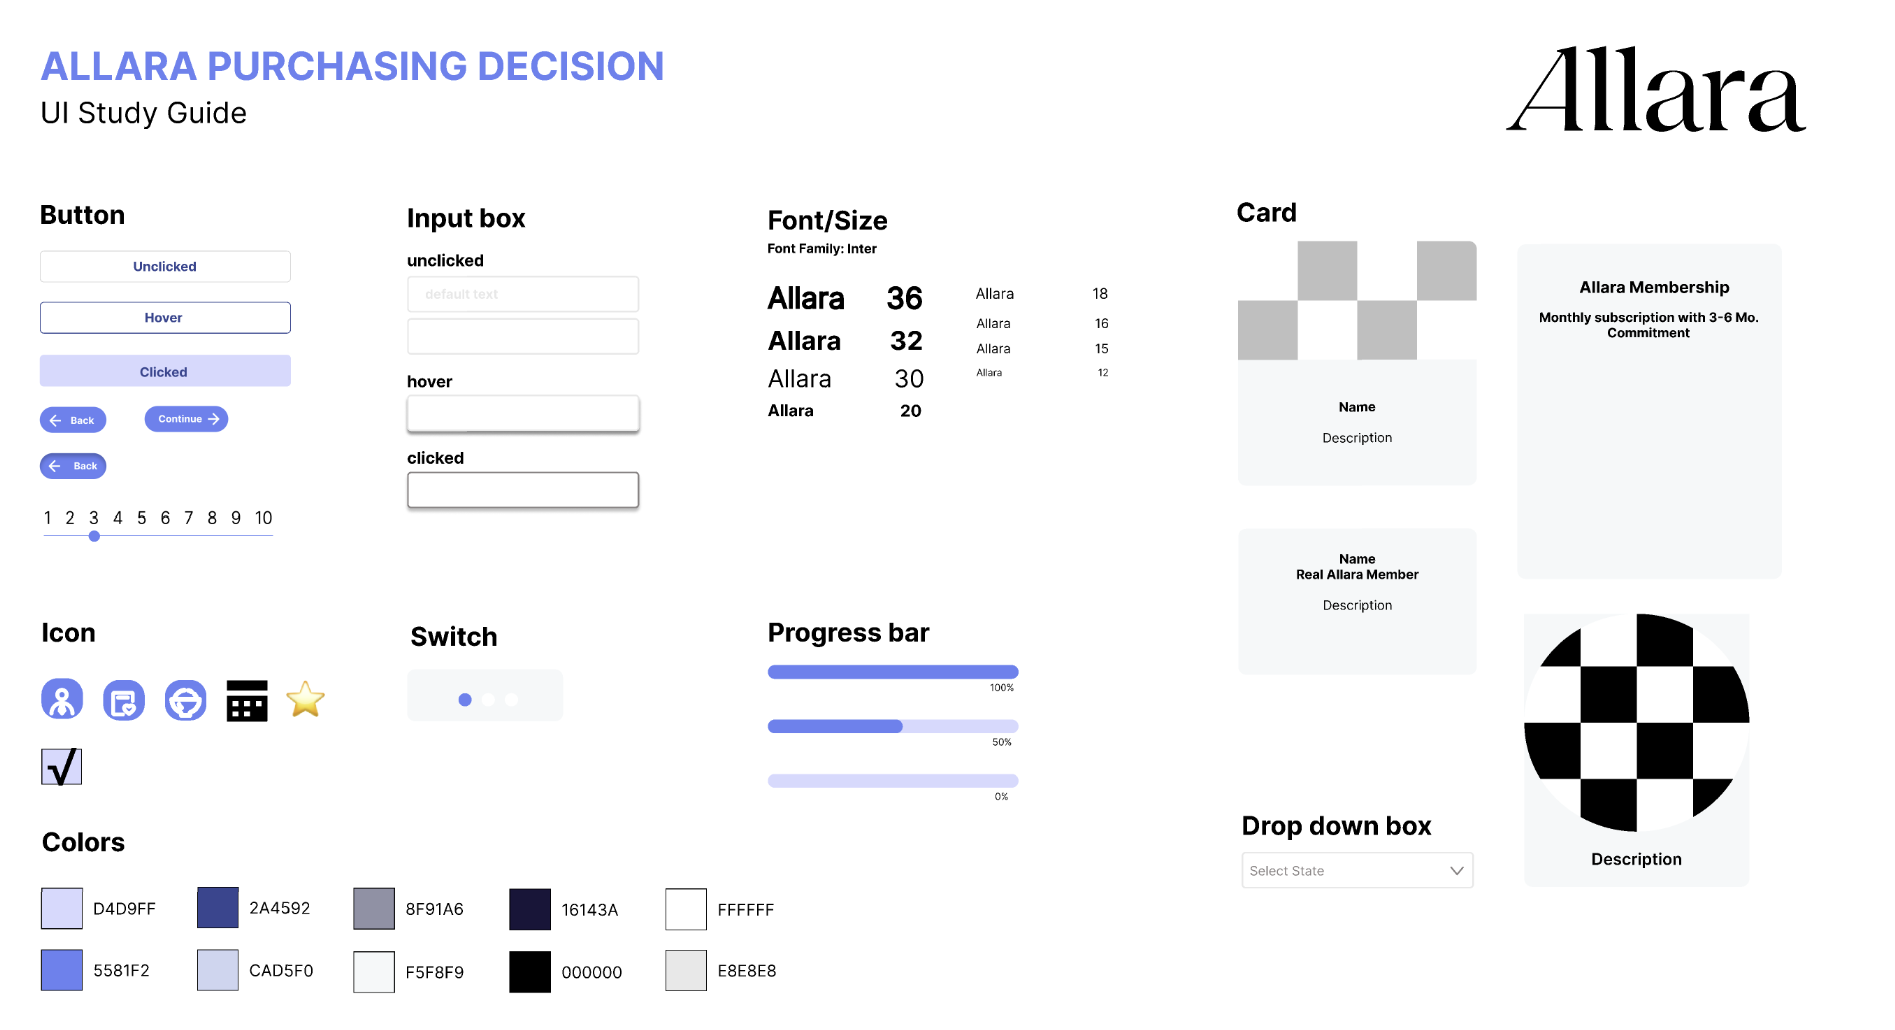 ALLARA PURCHASING DECISION
UI Study Guide
Allara
Button
Unclicked
Hover
Clicked
Back
Continue
Back
1 2 3 4 5 6 7 8 9 10
Input box
unclicked
default text
hover
clicked
Font/Size
Font Family: Inter
Allara 36
Allara 32
Allara 30
Allara 20
Allara 18
Allara 16
Allara 15
Allara 12
Card
Name
Description
Allara Membership
Monthly subscription with 3-6 Mo.
Commitment
Name
Real Allara Member
Description
Description
Icon
Switch
Progress bar
100%
50%
0%
Drop down box
Select State
Colors
D4D9FF
2A4592
8F91A6
16143A
FFFFFF
5581F2
CAD5F0
F5F8F9
000000
E8E8E8